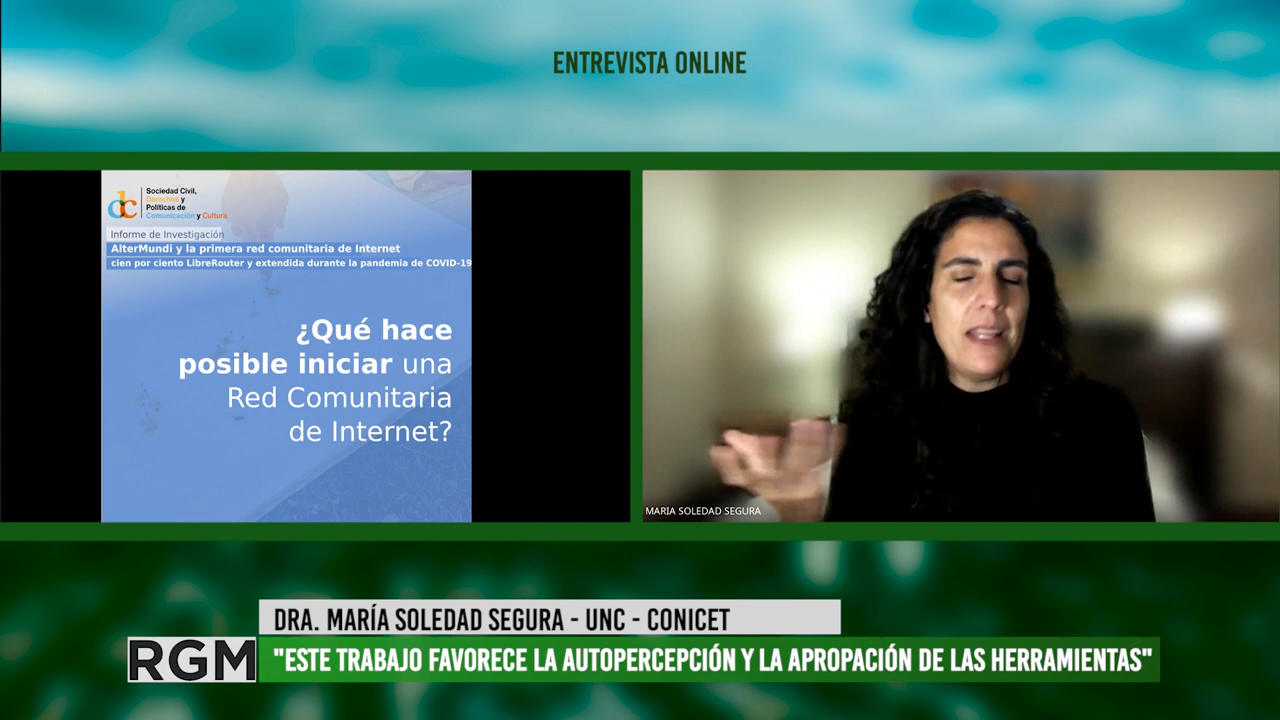 ENTREVISTA ONLINE
dc
Sociedad Civil,
Derechos y
Políticas de
Comunicación y Cultura
Informe de Investigación
AlterMundi y la primera red comunitaria de Internet
cien por ciento LibreRouter y extendida durante la pandemia de COVID-19
¿Qué hace
posible iniciar una
Red Comunitaria
de Internet?
MARIA SOLEDAD SEGURA
DRA. MARÍA SOLEDAD SEGURA - UNC - CONICET
RGM
"ESTE TRABAJO FAVORECE LA AUTOPERCEPCIÓN Y LA APROPACIÓN DE LAS HERRAMIENTAS"